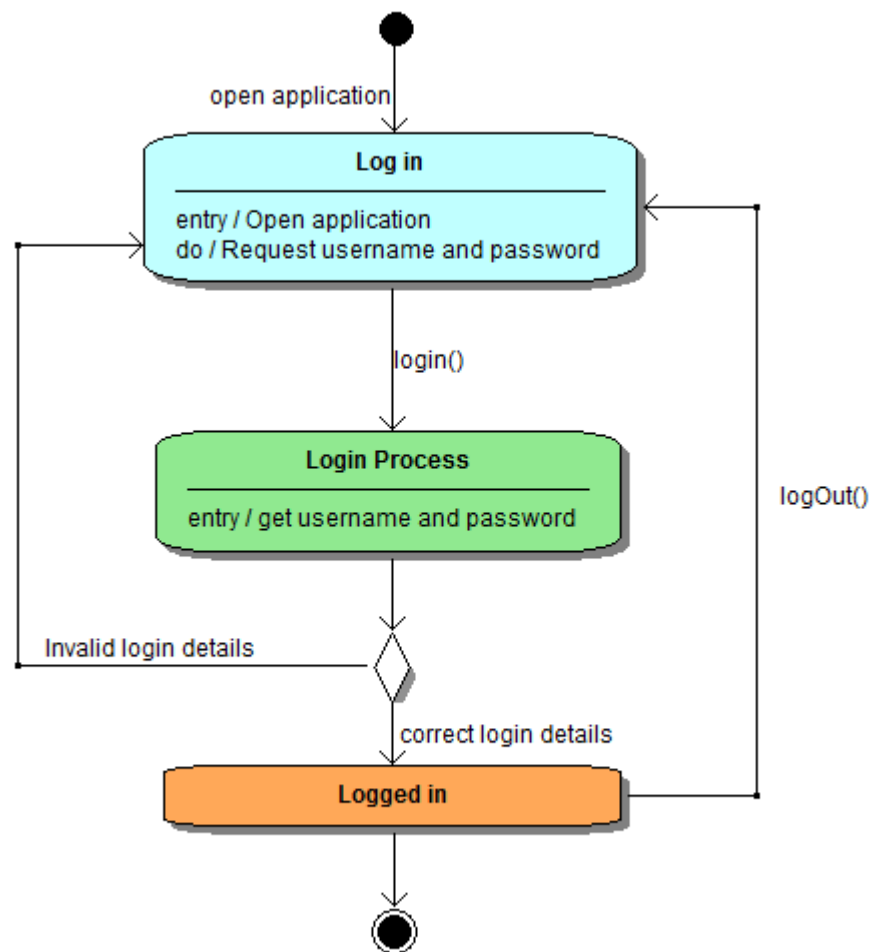 open application
Log in
entry / Open application
do / Request username and password
login()
Login Process
entry / get username and password
logOut()
Invalid login details
correct login details
Logged in